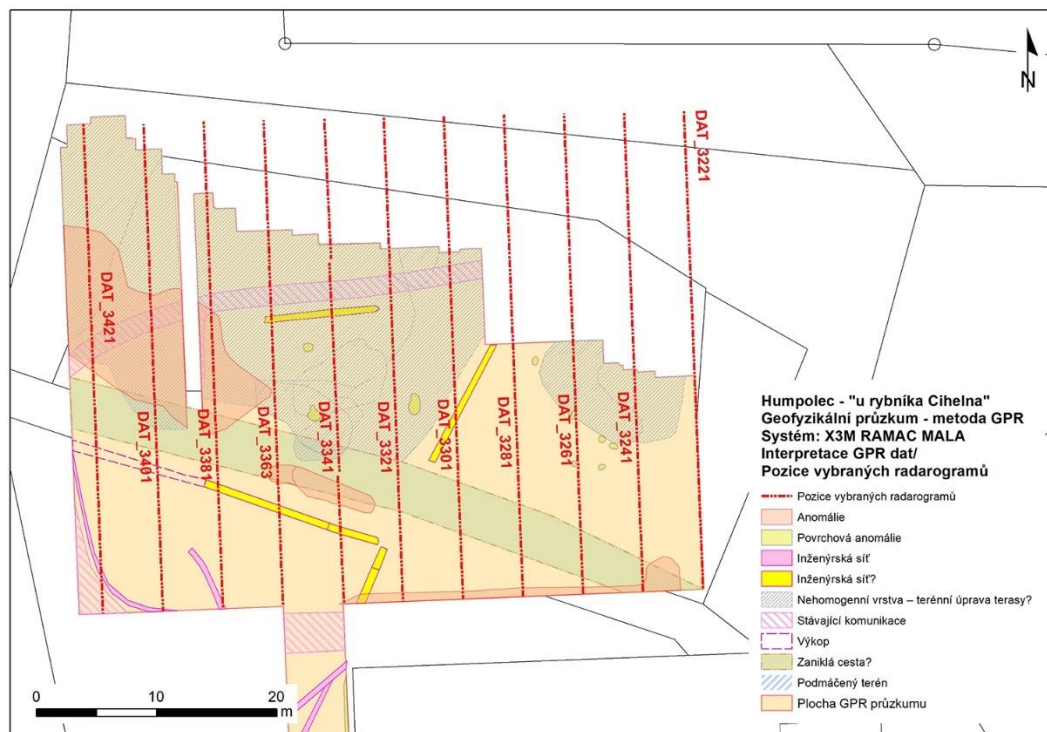 N
DAT_3221
DAT_3421
DAT_3401
DAT_3381
DAT_3363
DAT_3341
DAT_3321
DAT_3301
DAT_3281
DAT_3261
DAT_3241
Humpolec - "u rybníka Cihelna"
Geofyzikální průzkum - metoda GPR
Systém: X3M RAMAC MALA
Interpretace GPR dat/
Pozice vybraných radarogramů
Pozice vybraných radarogramů
Anomálie
Povrchová anomálie
Inženýrská síť
Inženýrská síť?
Nehomogenní vrstva – terénní úprava terasy?
Stávající komunikace
Výkop
Zaniklá cesta?
Podmáčený terén
Plocha GPR průzkumu
0 10 20
m